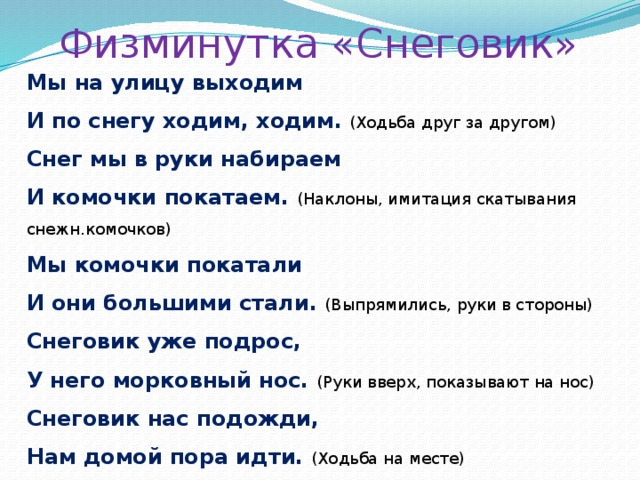 Физминутка «Снеговик»
Мы на улицу выходим
И по снегу ходим, ходим. (Ходьба друг за другом)
Снег мы в руки набираем
И комочки покатаем. (Наклоны, имитация скатывания
снежн.комочков)
Мы комочки покатали
И они большими стали. (Выпрямились, руки в стороны)
Снеговик уже подрос,
У него морковный нос. (Руки вверх, показывают на нос)
Снеговик нас подожди,
Нам домой пора идти. (Ходьба на месте)